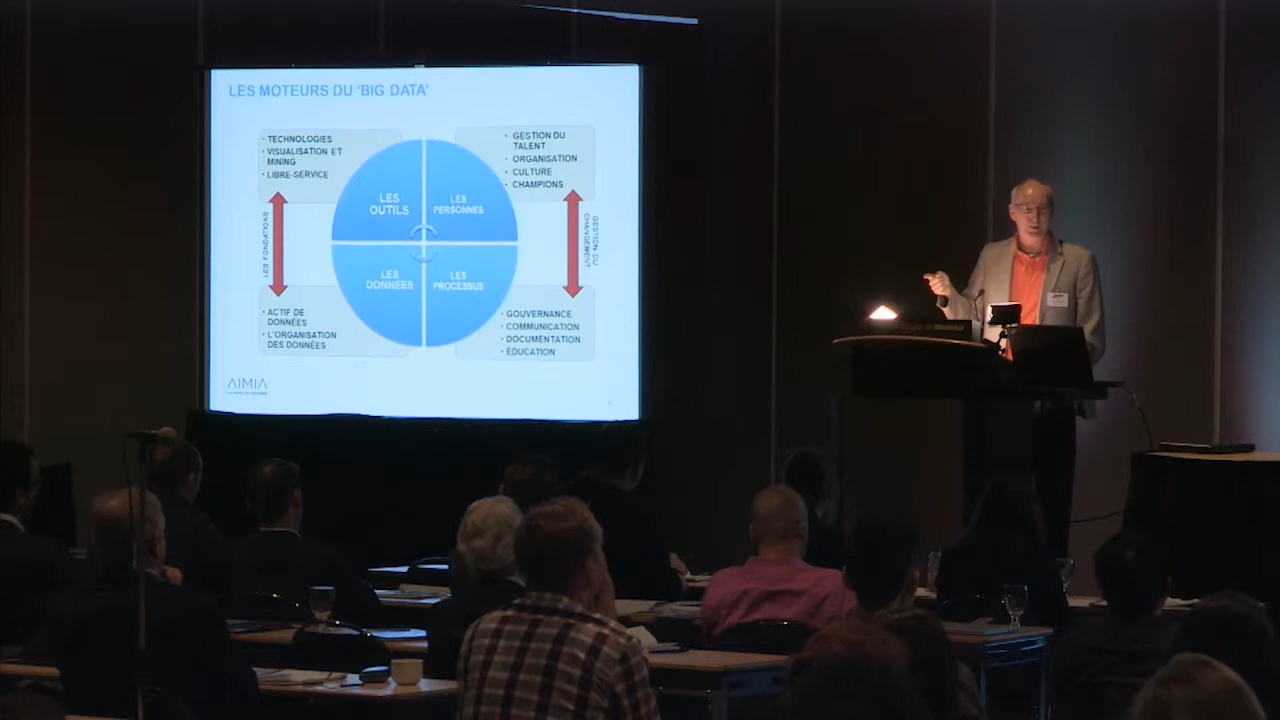 LES MOTEURS DU 'BIG DATA'
• TECHNOLOGIES
• VISUALISATION ET
MINING
• LIBRE-SERVICE
• GESTION DU
TALENT
• ORGANISATION
• CULTURE
• CHAMPIONS
LES
OUTILS
LES
PERSONNES
LES FONDATIONS
GESTION DU
CHANGEMENT
LES
DONNÉES
LES
PROCESSUS
• ACTIF DE
DONNÉES
• L'ORGANISATION
DES DONNÉES
• GOUVERNANCE
• COMMUNICATION
• DOCUMENTATION
• ÉDUCATION
AIMIA